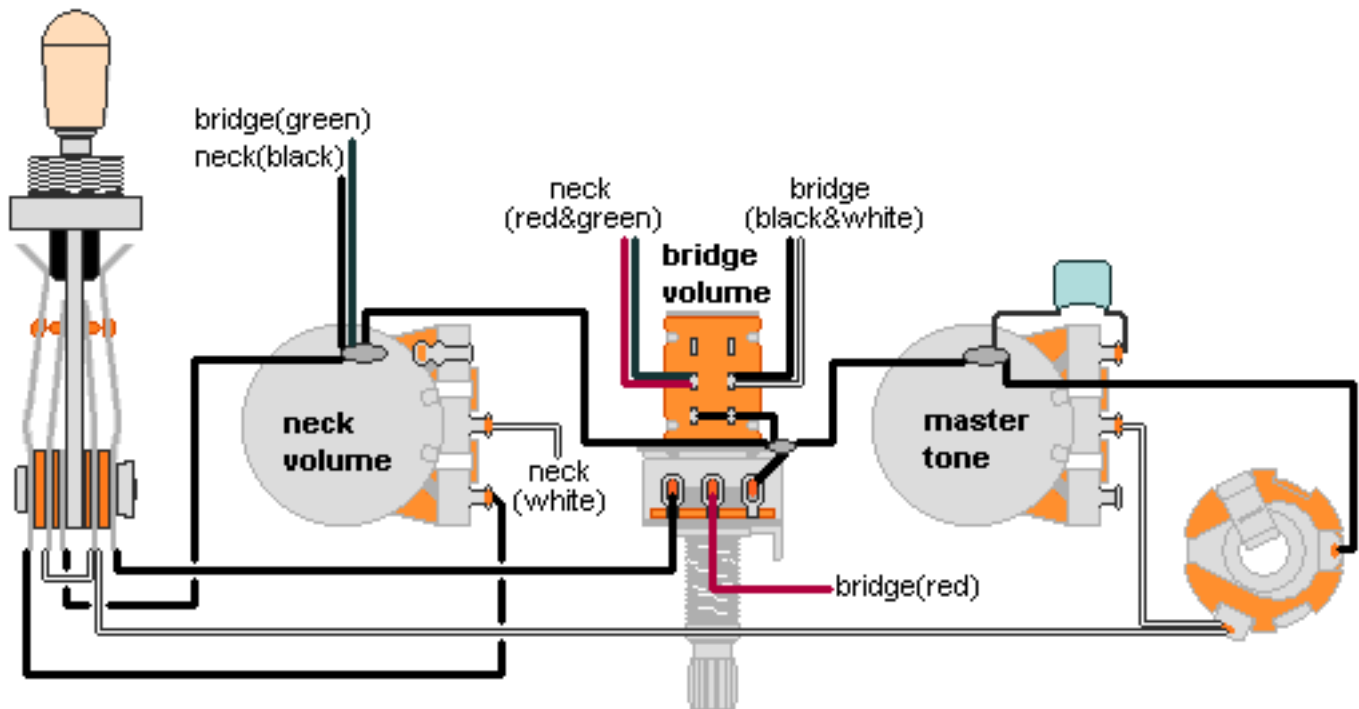 bridge(green)
neck(black)
neck
(red&green)
bridge
(black&white)
bridge
volume
neck
volume
neck
(white)
master
tone
bridge(red)